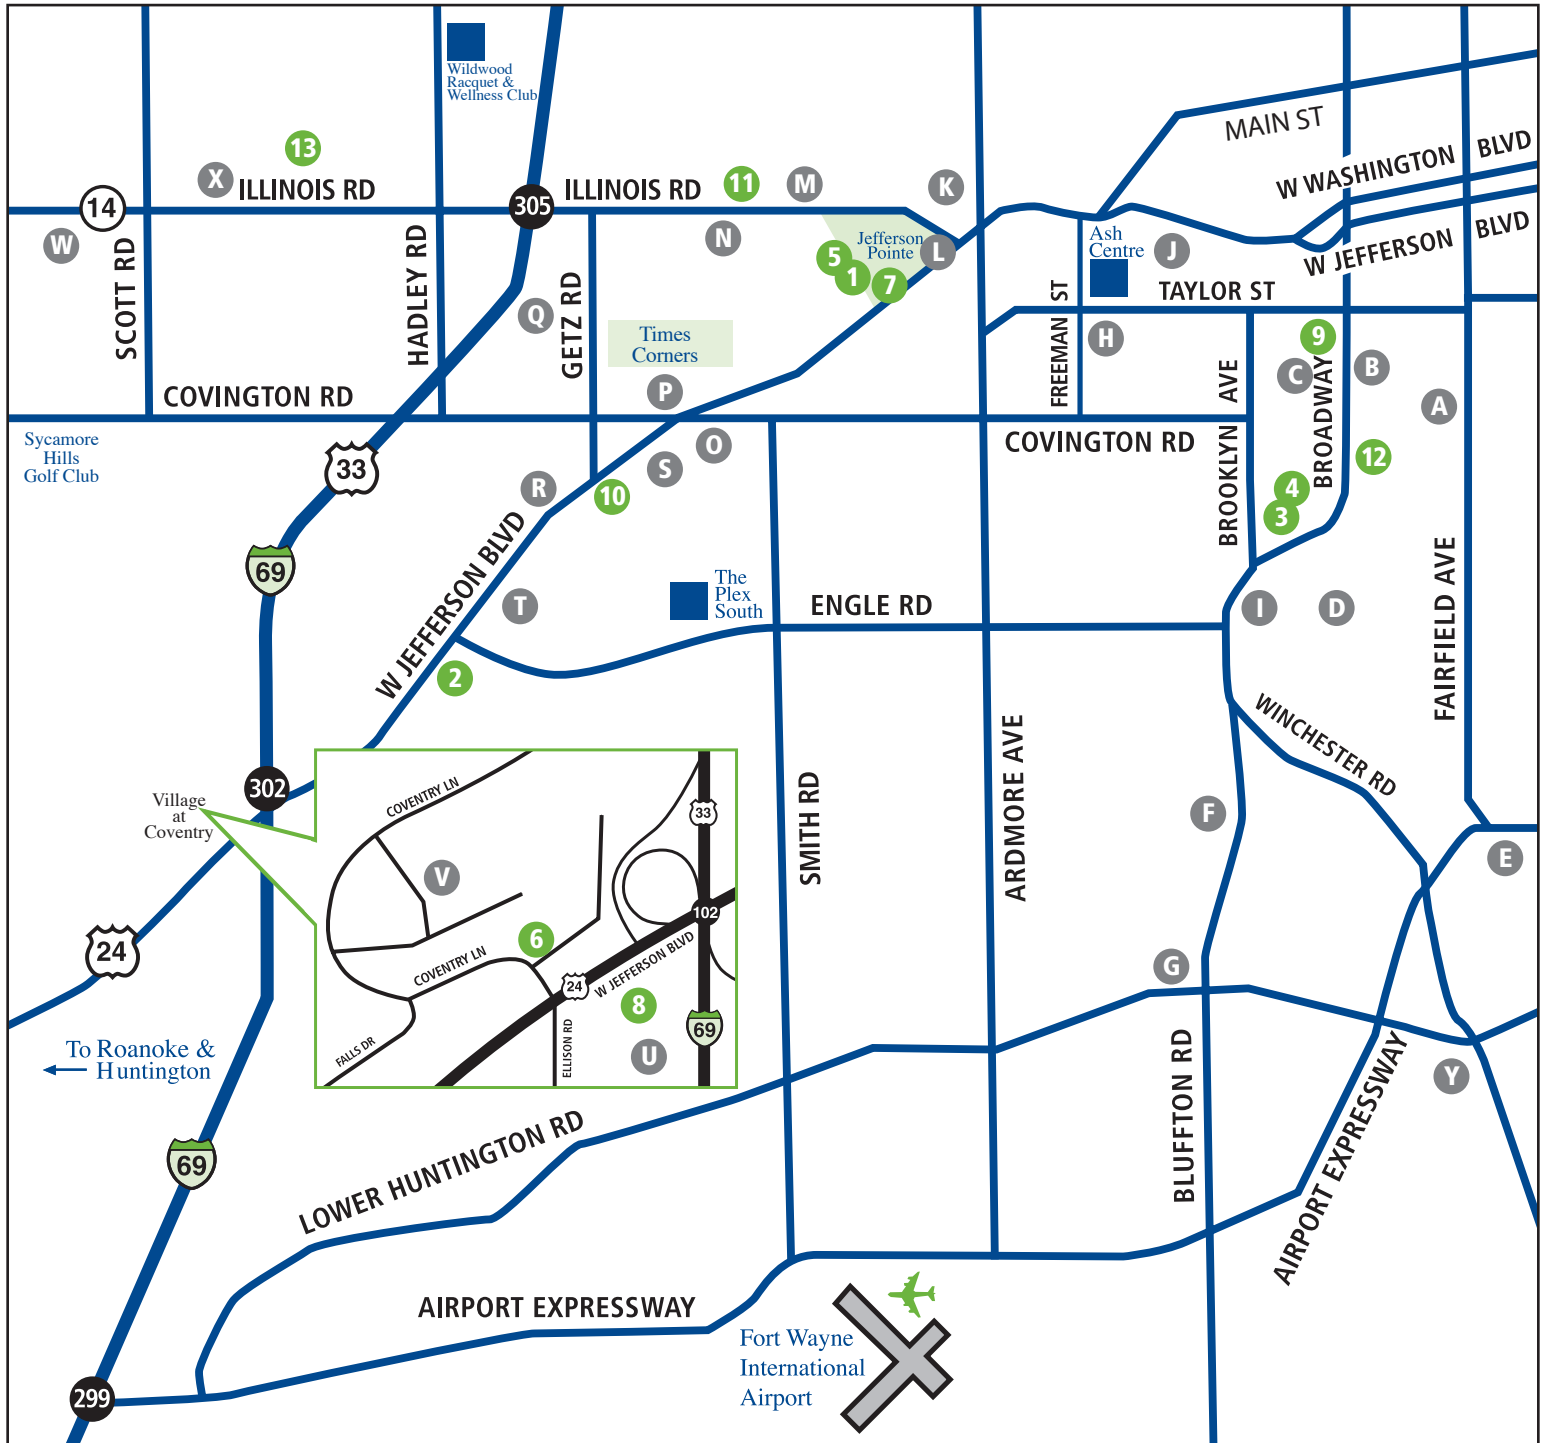 Wildwood
Racquet &
Wellness Club
MAIN ST
W WASHINGTON BLVD
W JEFFERSON BLVD
13
X
ILLINOIS RD
14
W
305
ILLINOIS RD
11
M
K
N
Jefferson
Pointe
L
5
1
7
Ash
Centre
J
TAYLOR ST
SCOTT RD
HADLEY RD
Q
GETZ RD
Times
Corners
FREEMAN ST
H
9
C
B
A
BROADWAY
BROOKLYN AVE
P
COVINGTON RD
COVINGTON RD
Sycamore
Hills
Golf Club
33
O
S
R
10
12
4
3
69
W JEFFERSON BLVD
T
The
Plex
South
ENGLE RD
I
D
FAIRFIELD AVE
2
WINCHESTER RD
ARDMORE AVE
SMITH RD
302
Village
at
Coventry
COVENTRY LN
33
V
102
6
COVENTRY LN
24
W JEFFERSON BLVD
8
69
U
FALLS DR
ELLISON RD
F
E
24
G
To Roanoke &
Huntington
Y
BLUFFTON RD
AIRPORT EXPRESSWAY
69
LOWER HUNTINGTON RD
AIRPORT EXPRESSWAY
Fort Wayne
International
Airport
299